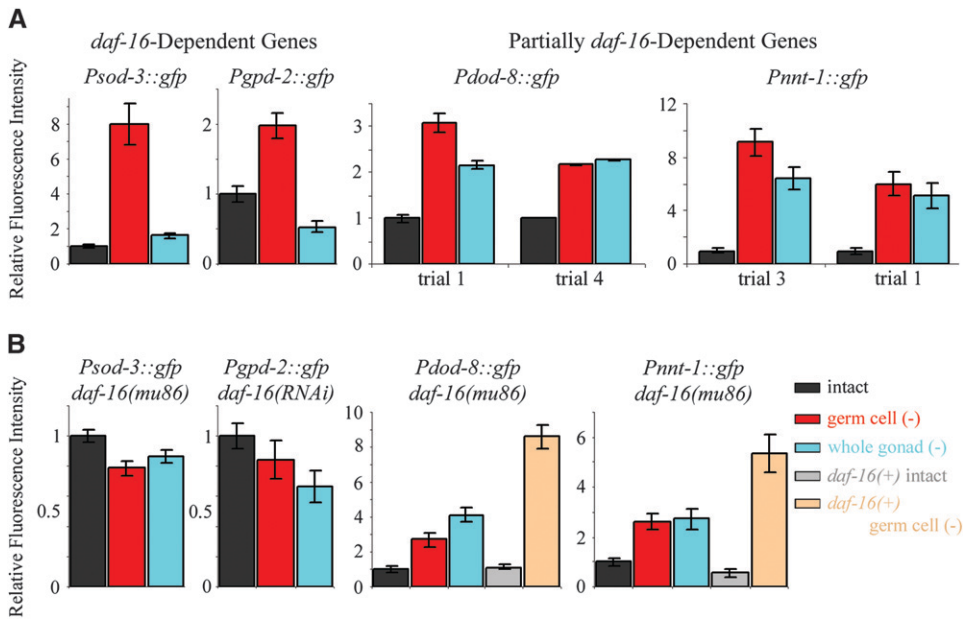 A
daf-16-Dependent Genes
Partially daf-16-Dependent Genes
Psod-3::gfp
Pgpd-2::gfp
Pdod-8::gfp
Pnnt-1::gfp
Relative Fluorescence Intensity
8
6
4
2
0
2
1
0
3
2
1
0
trial 1
trial 4
12
8
4
0
trial 3
trial 1
B
Psod-3::gfp
daf-16(mu86)
Pgpd-2::gfp
daf-16(RNAi)
Pdod-8::gfp
daf-16(mu86)
Pnnt-1::gfp
daf-16(mu86)
Relative Fluorescence Intensity
1
0.5
0
1
0.5
0
10
8
6
4
2
0
6
4
2
0
intact
germ cell (-)
whole gonad (-)
daf-16(+) intact
daf-16(+)
germ cell (-)